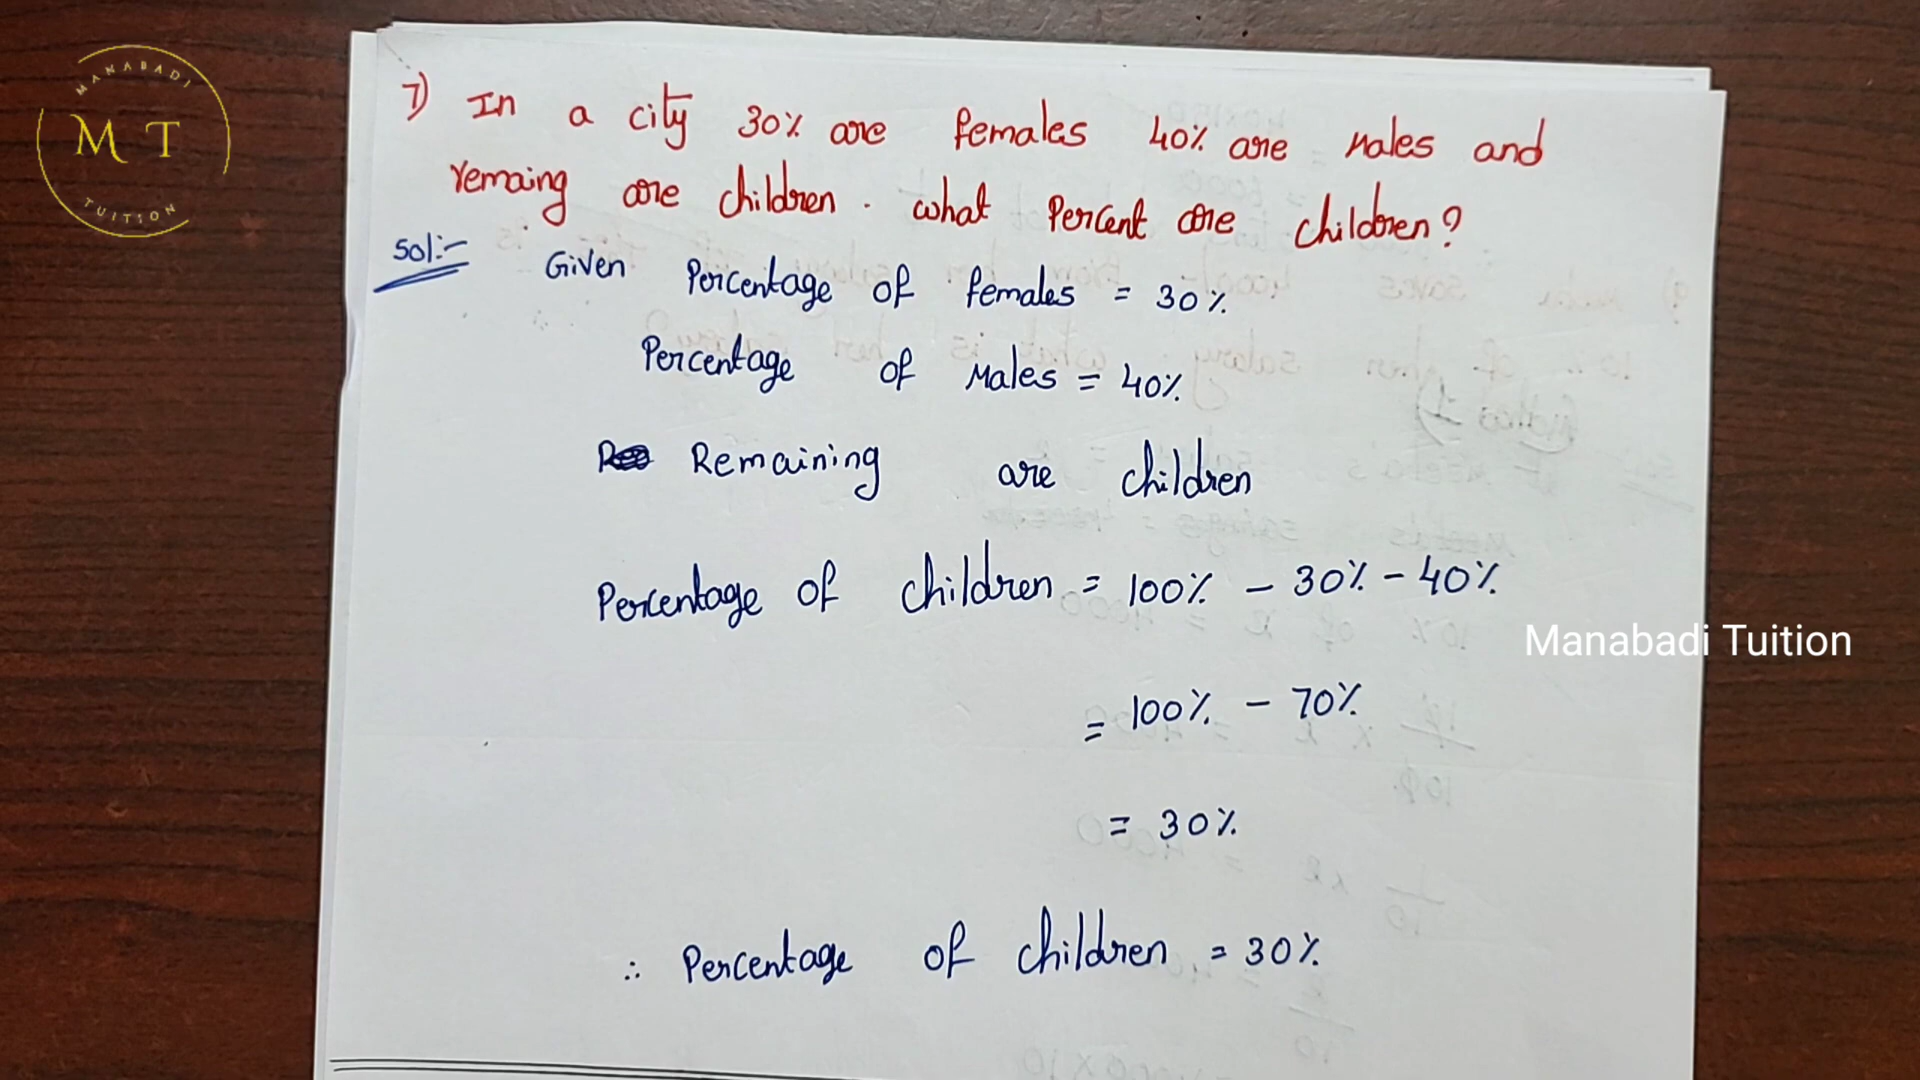 MANABADI
MT
TUITION
7) In a city 30% are females 40% are Males and
remaing are children. what Percent are children?
Sol:- Given Percentage of females = 30%
Percentage of Males = 40%
Remaining are children
Percentage of children = 100% - 30% - 40%
Manabadi Tuition
= 100% - 70%
= 30%
∴ Percentage of children = 30%